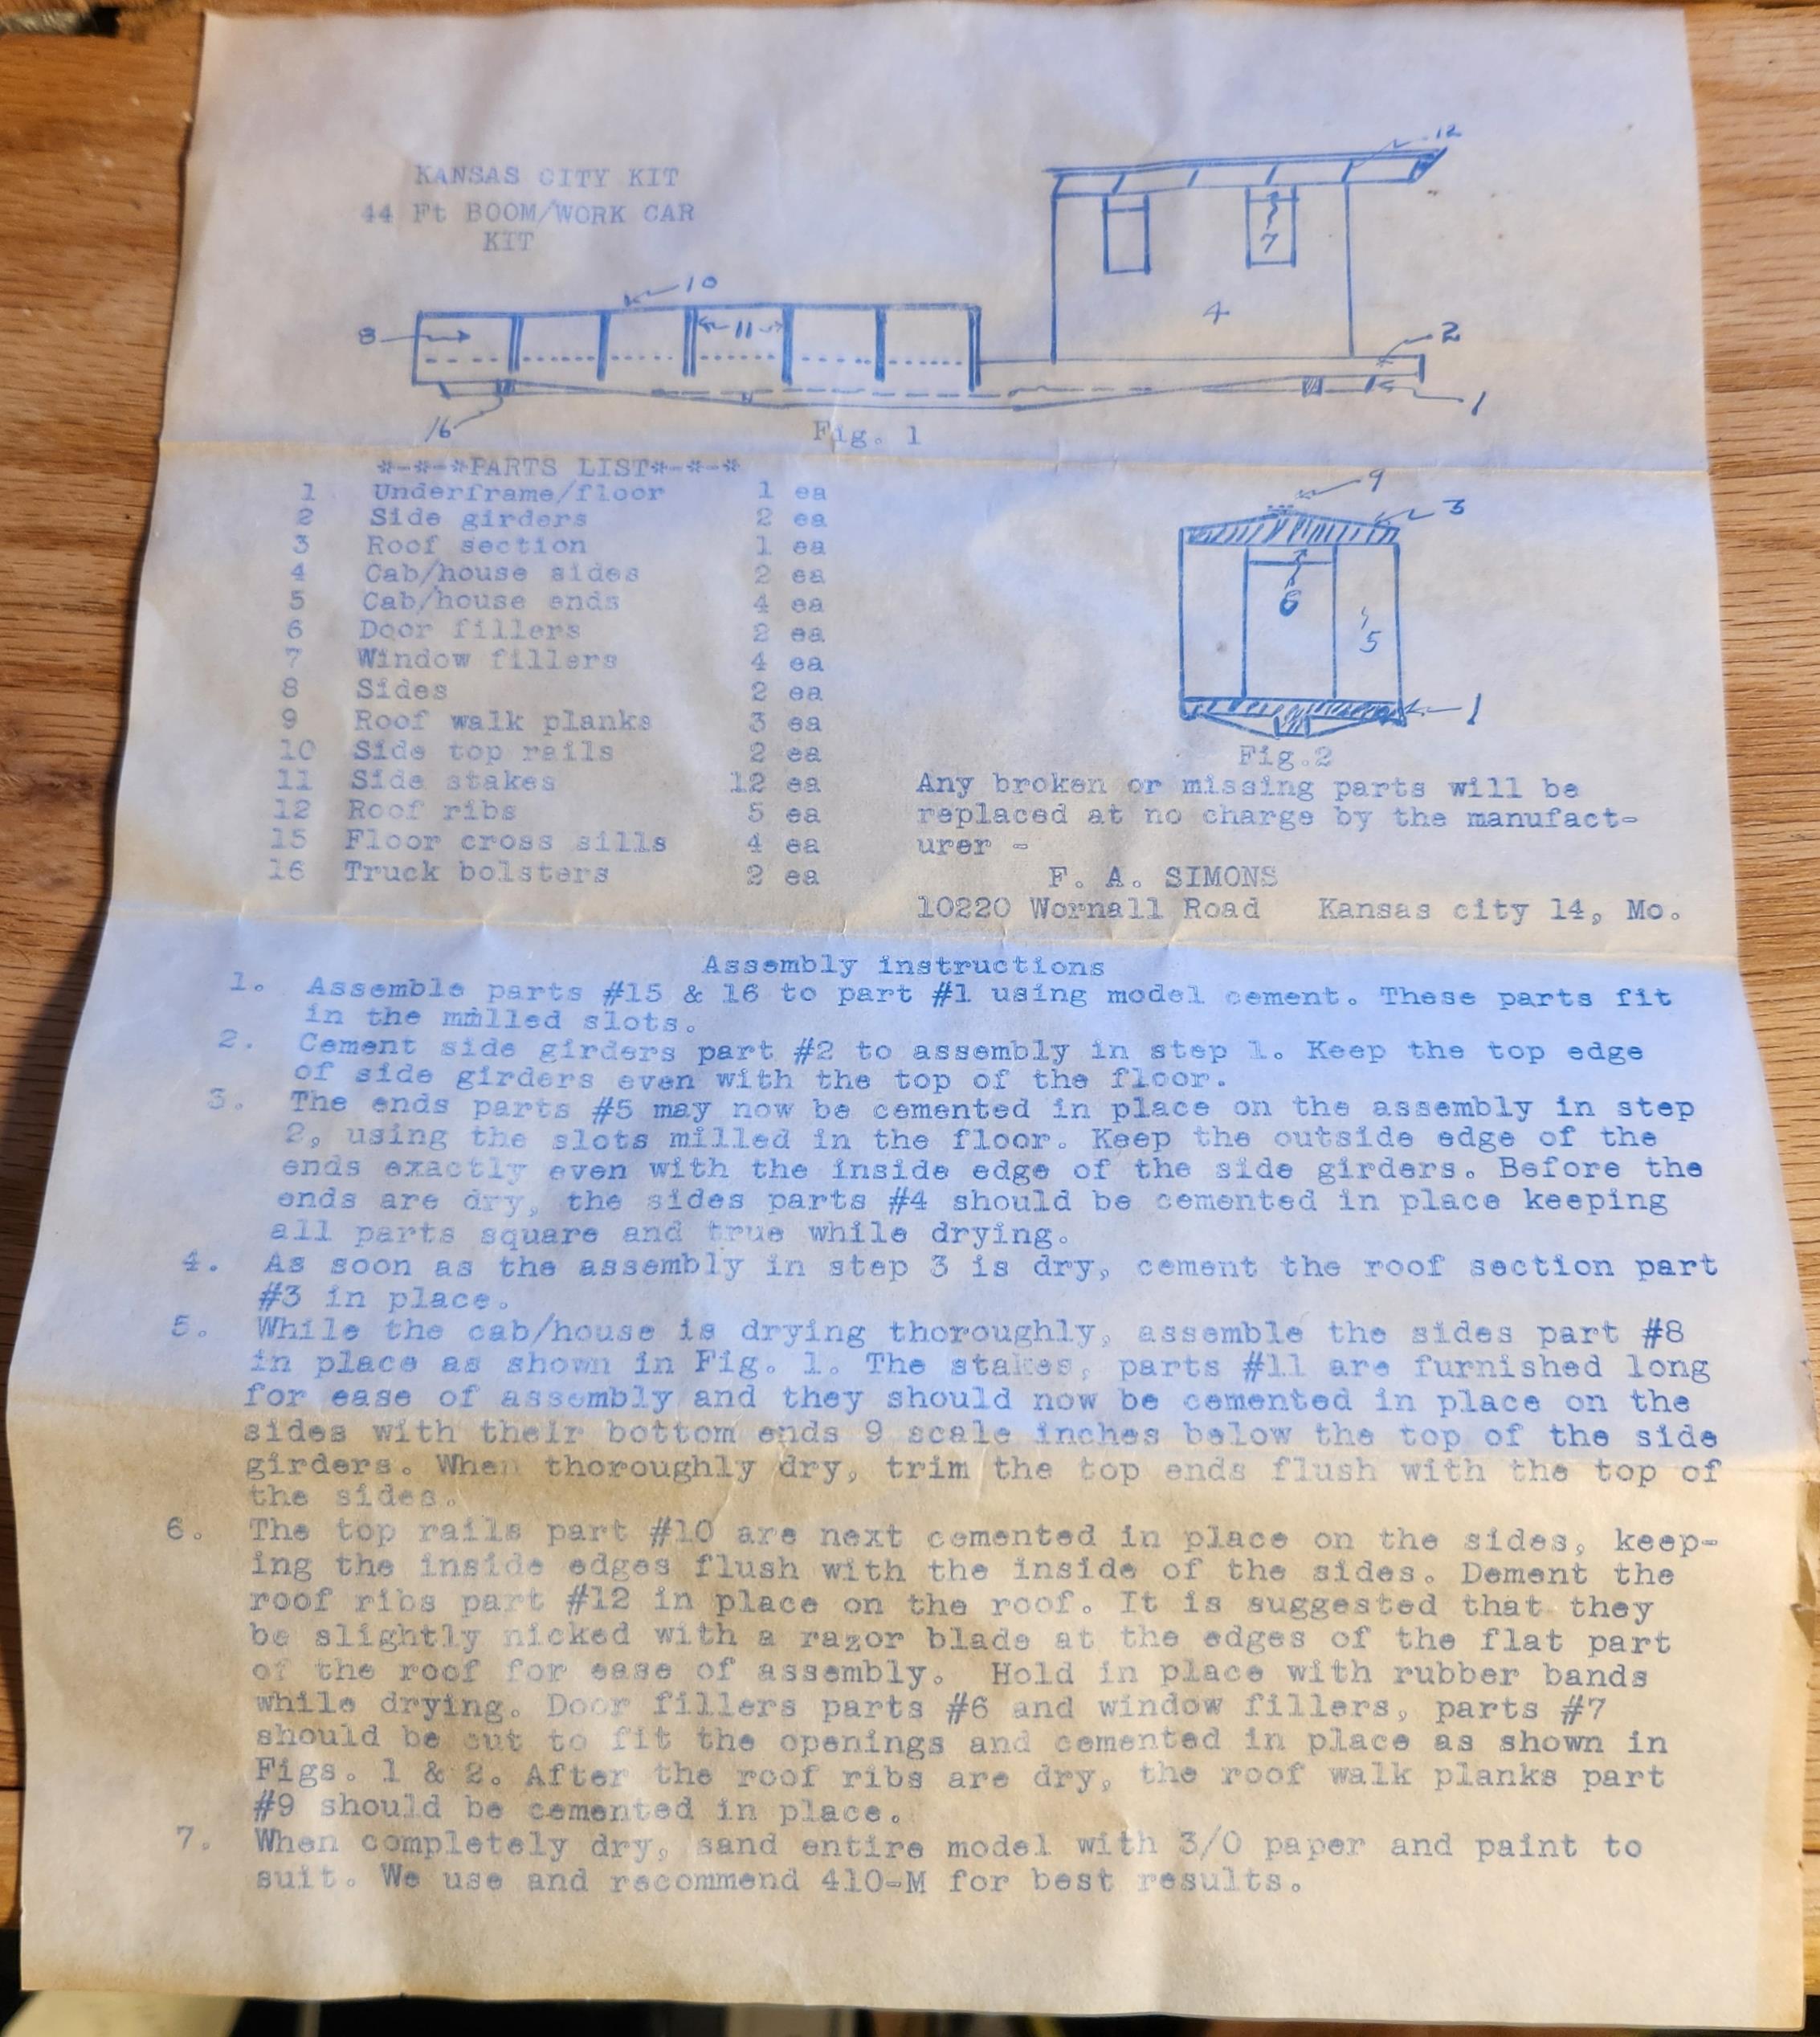 KANSAS CITY KIT
44 Ft BOOM/WORK CAR
KIT
12
7
10
4
8
11
2
1
16
Fig. 1
*-*-*PARTS LIST*-*-*
1 Underframe/floor 1 ea
2 Side girders 2 ea
3 Roof section 1 ea
4 Cab/house sides 2 ea
5 Cab/house ends 4 ea
6 Door fillers 2 ea
7 Window fillers 4 ea
8 Sides 2 ea
9 Roof walk planks 3 ea
10 Side top rails 2 ea
11 Side stakes 12 ea
12 Roof ribs 5 ea
15 Floor cross sills 4 ea
16 Truck bolsters 2 ea
9
3
6
5
1
Fig.2
Any broken or missing parts will be
replaced at no charge by the manufact-
urer -
F. A. SIMONS
10220 Wornall Road Kansas city 14, Mo.
Assembly instructions
1. Assemble parts #15 & 16 to part #1 using model cement. These parts fit
in the milled slots.
2. Cement side girders part #2 to assembly in step 1. Keep the top edge
of side girders even with the top of the floor.
3. The ends parts #5 may now be cemented in place on the assembly in step
2, using the slots milled in the floor. Keep the outside edge of the
ends exactly even with the inside edge of the side girders. Before the
ends are dry, the sides parts #4 should be cemented in place keeping
all parts square and true while drying.
4. As soon as the assembly in step 3 is dry, cement the roof section part
#3 in place.
5. While the cab/house is drying thoroughly, assemble the sides part #8
in place as shown in Fig. 1. The stakes, parts #11 are furnished long
for ease of assembly and they should now be cemented in place on the
sides with their bottom ends 9 scale inches below the top of the side
girders. When thoroughly dry, trim the top ends flush with the top of
the sides.
6. The top rails part #10 are next cemented in place on the sides, keep-
ing the inside edges flush with the inside of the sides. Dement the
roof ribs part #12 in place on the roof. It is suggested that they
be slightly nicked with a razor blade at the edges of the flat part
of the roof for ease of assembly. Hold in place with rubber bands
while drying. Door fillers parts #6 and window fillers, parts #7
should be cut to fit the openings and cemented in place as shown in
Figs. 1 & 2. After the roof ribs are dry, the roof walk planks part
#9 should be cemented in place.
7. When completely dry, sand entire model with 3/0 paper and paint to
suit. We use and recommend 410-M for best results.